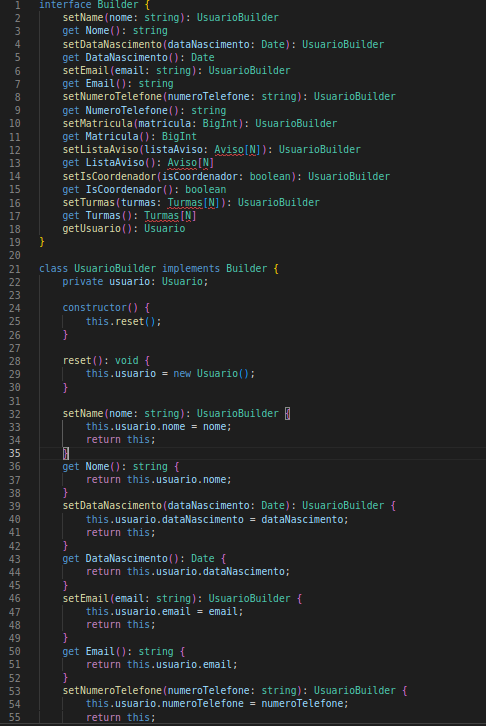 1 interface Builder {
2 setName(nome: string): UsuarioBuilder
3 get Nome(): string
4 setDataNascimento(dataNascimento: Date): UsuarioBuilder
5 get DataNascimento(): Date
6 setEmail(email: string): UsuarioBuilder
7 get Email(): string
8 setNumeroTelefone(numeroTelefone: string): UsuarioBuilder
9 get NumeroTelefone(): string
10 setMatricula(matricula: BigInt): UsuarioBuilder
11 get Matricula(): BigInt
12 setListaAviso(listaAviso: Aviso[N]): UsuarioBuilder
13 get ListaAviso(): Aviso[N]
14 setIsCoordenador(isCoordenador: boolean): UsuarioBuilder
15 get IsCoordenador(): boolean
16 setTurmas(turmas: Turmas[N]): UsuarioBuilder
17 get Turmas(): Turmas[N]
18 getUsuario(): Usuario
19 }
20
21 class UsuarioBuilder implements Builder {
22 private usuario: Usuario;
23
24 constructor() {
25 this.reset();
26 }
27
28 reset(): void {
29 this.usuario = new Usuario();
30 }
31
32 setName(nome: string): UsuarioBuilder {
33 this.usuario.nome = nome;
34 return this;
35 }
36 get Nome(): string {
37 return this.usuario.nome;
38 }
39 setDataNascimento(dataNascimento: Date): UsuarioBuilder {
40 this.usuario.dataNascimento = dataNascimento;
41 return this;
42 }
43 get DataNascimento(): Date {
44 return this.usuario.dataNascimento;
45 }
46 setEmail(email: string): UsuarioBuilder {
47 this.usuario.email = email;
48 return this;
49 }
50 get Email(): string {
51 return this.usuario.email;
52 }
53 setNumeroTelefone(numeroTelefone: string): UsuarioBuilder {
54 this.usuario.numeroTelefone = numeroTelefone;
55 return this;